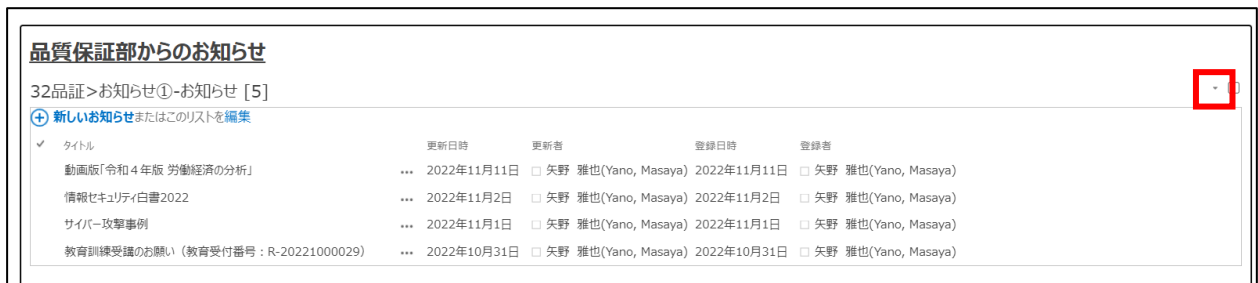 品質保証部からのお知らせ
32品証>お知らせ①-お知らせ [5]
新しいお知らせまたはこのリストを編集
タイトル 更新日時 更新者 登録日時 登録者
動画版「令和４年版 労働経済の分析」 ... 2022年11月11日 矢野 雅也(Yano, Masaya) 2022年11月11日 矢野 雅也(Yano, Masaya)
情報セキュリティ白書2022 ... 2022年11月2日 矢野 雅也(Yano, Masaya) 2022年11月2日 矢野 雅也(Yano, Masaya)
サイバー攻撃事例 ... 2022年11月1日 矢野 雅也(Yano, Masaya) 2022年11月1日 矢野 雅也(Yano, Masaya)
教育訓練受講のお願い（教育受付番号：R-20221000029） ... 2022年10月31日 矢野 雅也(Yano, Masaya) 2022年10月31日 矢野 雅也(Yano, Masaya)